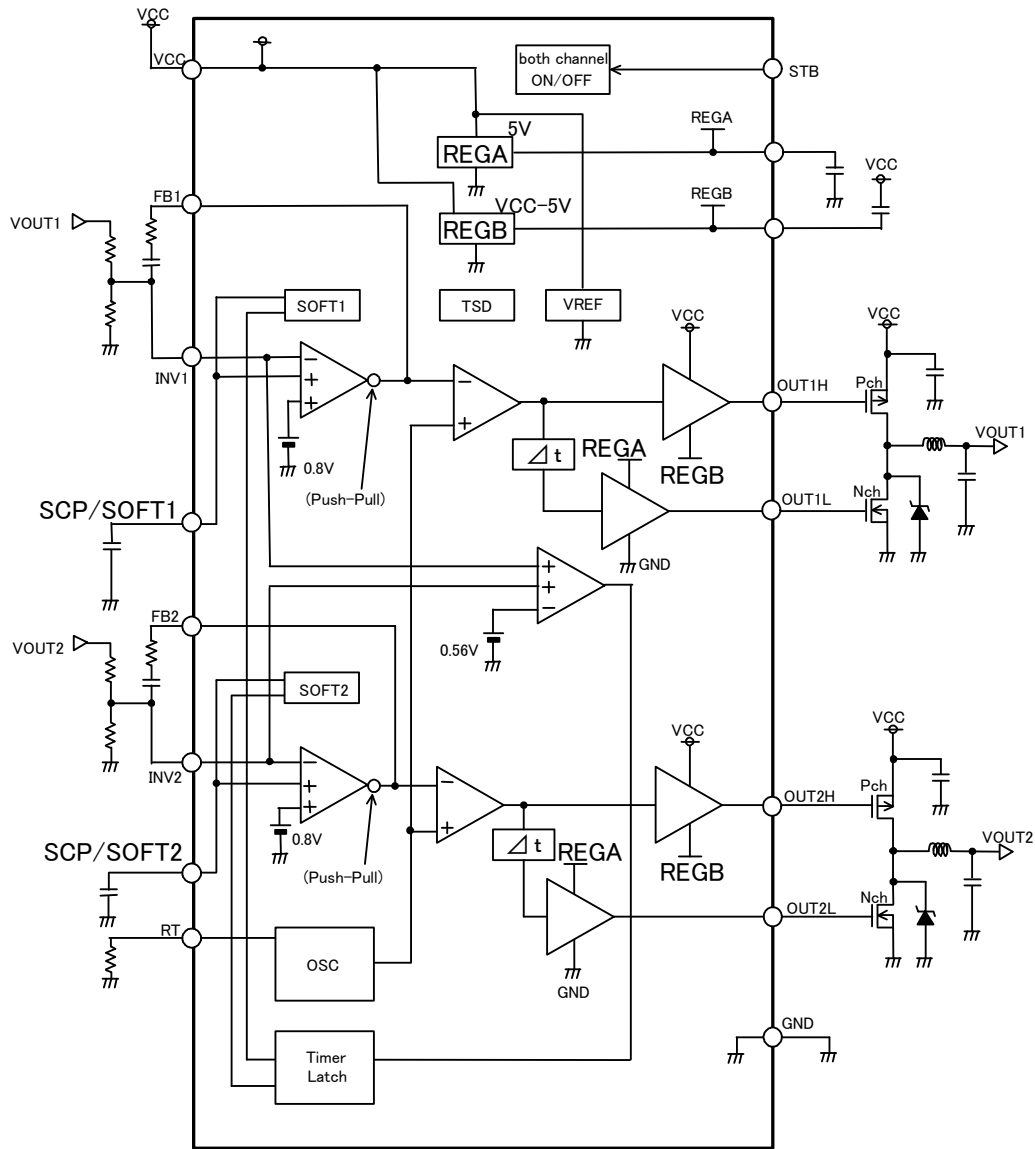 VCC
VCC
both channel
ON/OFF
STB
5V
REGA
REGA
VCC
FB1
VCC-5V
REGB
REGB
VOUT1
SOFT1
TSD
VREF
VCC
VCC
INV1
−
+
+
−
+
OUT1H
Pch
VOUT1
0.8V
⊿t
REGA
REGB
(Push-Pull)
SCP/SOFT1
OUT1L
Nch
GND
+
+
−
FB2
VOUT2
0.56V
SOFT2
VCC
VCC
INV2
−
+
+
−
+
OUT2H
Pch
0.8V
⊿t
REGA
REGB
VOUT2
SCP/SOFT2
(Push-Pull)
Nch
OUT2L
RT
OSC
GND
GND
Timer
Latch